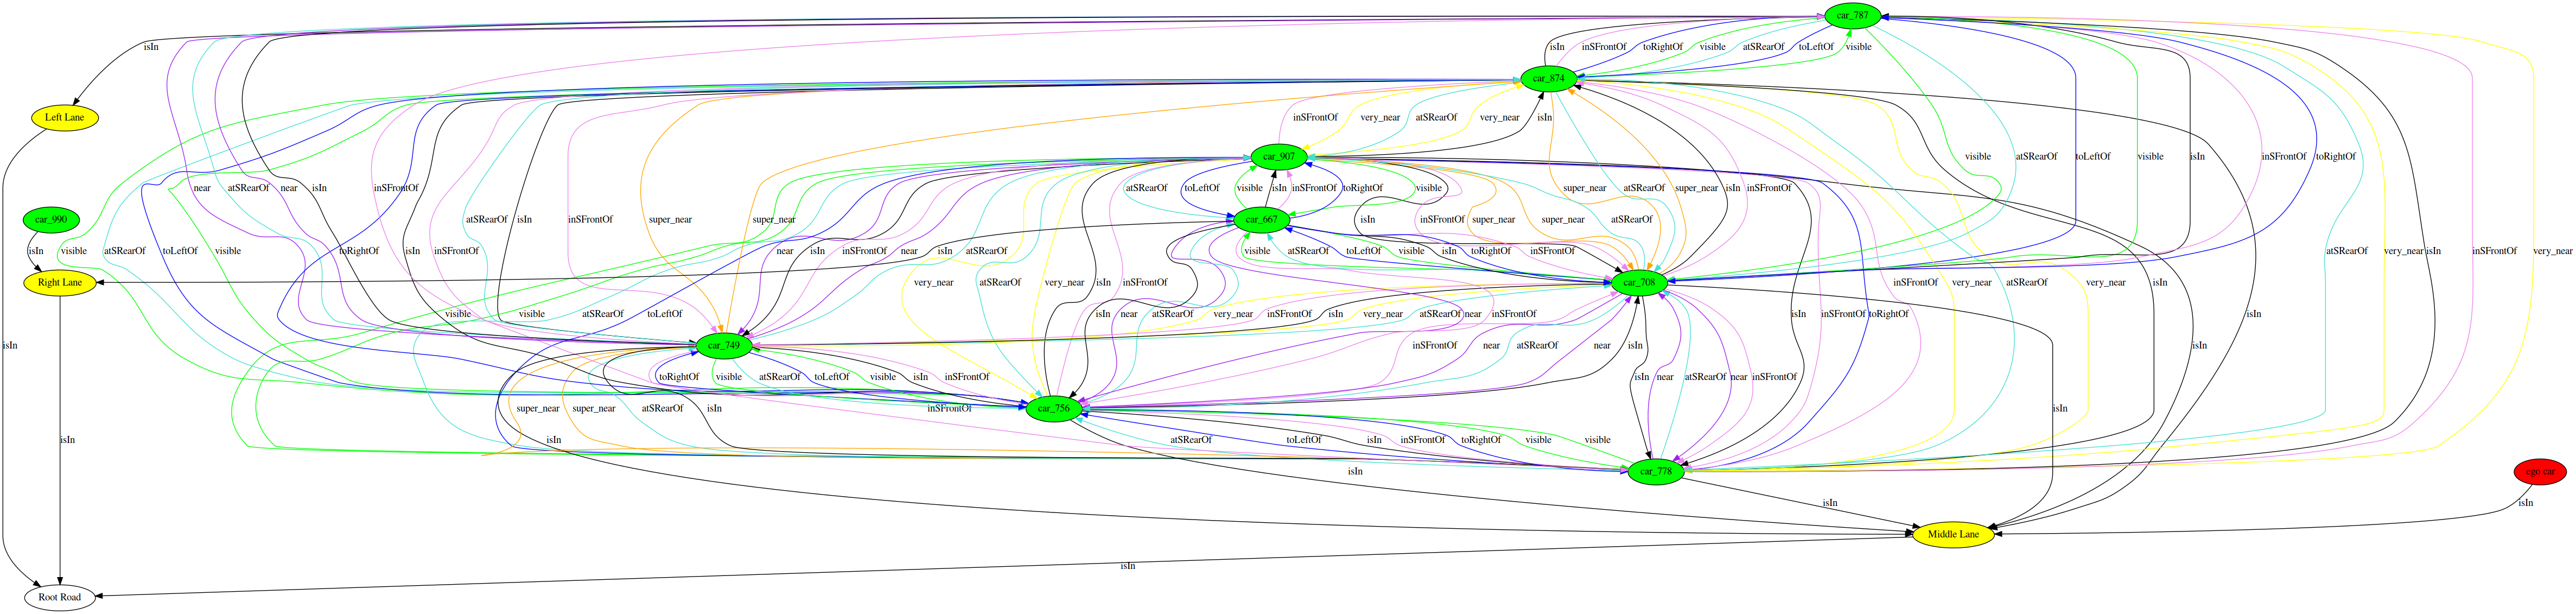 car_787
isIn
isIn inSFrontOf toRightOf visible atSRearOf toLeftOf visible
car_874
Left Lane
inSFrontOf very_near atSRearOf very_near isIn
car_907
visible atSRearOf toLeftOf visible isIn inSFrontOf toRightOf
near atSRearOf near isIn inSFrontOf atSRearOf isIn inSFrontOf super_near super_near atSRearOf toLeftOf visible isIn inSFrontOf toRightOf visible super_near atSRearOf super_near isIn inSFrontOf
car_990
car_667
isIn inSFrontOf super_near super_near atSRearOf
isIn visible atSRearOf toLeftOf visible toRightOf isIn inSFrontOf near isIn inSFrontOf near atSRearOf visible atSRearOf toLeftOf visible isIn toRightOf inSFrontOf atSRearOf very_near isIn inSFrontOf very_near
Right Lane
car_708
very_near atSRearOf very_near isIn inSFrontOf inSFrontOf very_near atSRearOf very_near isIn
visible visible atSRearOf toLeftOf isIn near atSRearOf very_near inSFrontOf isIn very_near atSRearOf near inSFrontOf isIn inSFrontOf toRightOf
isIn
car_749
inSFrontOf near atSRearOf near isIn
toRightOf visible atSRearOf toLeftOf visible isIn inSFrontOf isIn near atSRearOf near inSFrontOf
car_756
super_near super_near atSRearOf isIn inSFrontOf isIn
isIn atSRearOf toLeftOf isIn inSFrontOf toRightOf visible visible
isIn
car_778
ego car
isIn
isIn isIn
Middle Lane
isIn
Root Road